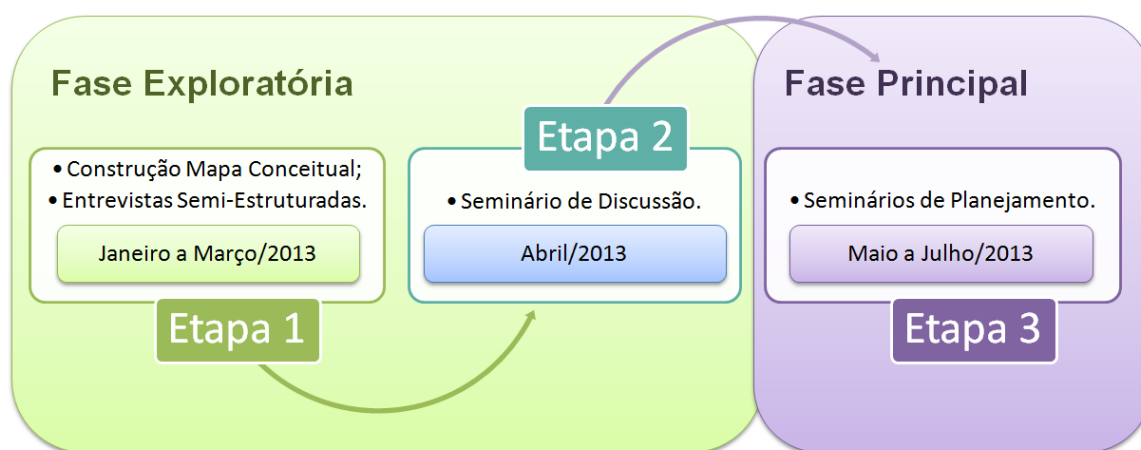 Fase Exploratória
• Construção Mapa Conceitual;
• Entrevistas Semi-Estruturadas.
Janeiro a Março/2013
Etapa 1
Etapa 2
• Seminário de Discussão.
Abril/2013
Fase Principal
• Seminários de Planejamento.
Maio a Julho/2013
Etapa 3